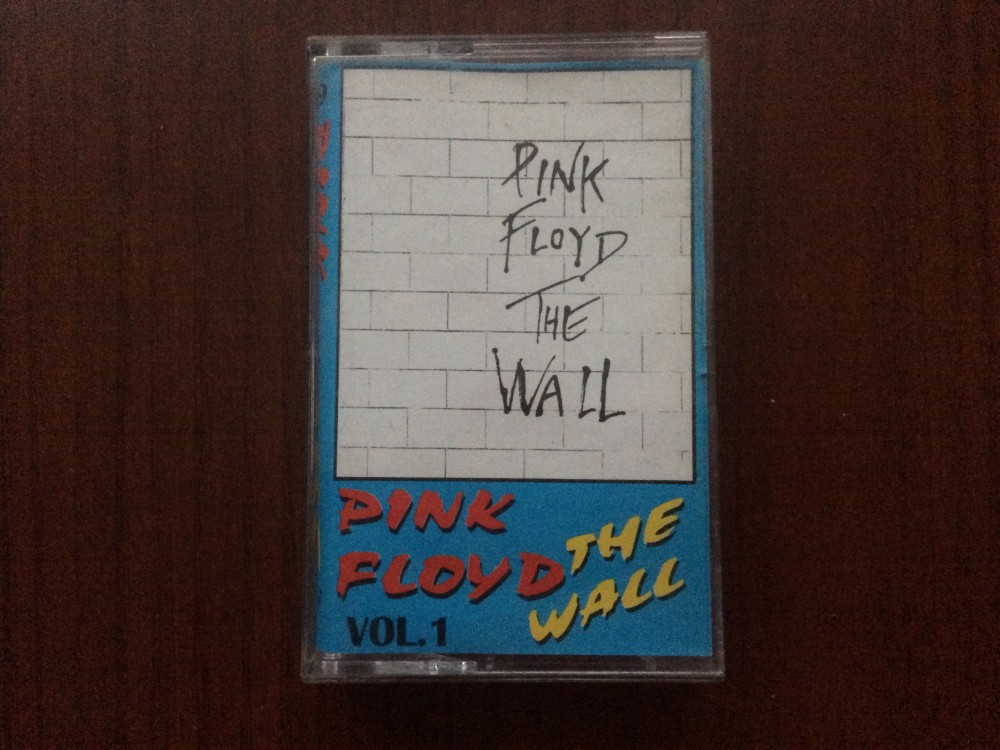 PINK
FLOYD
THE
WALL
PINK
FLOYD
THE
WALL
VOL.1